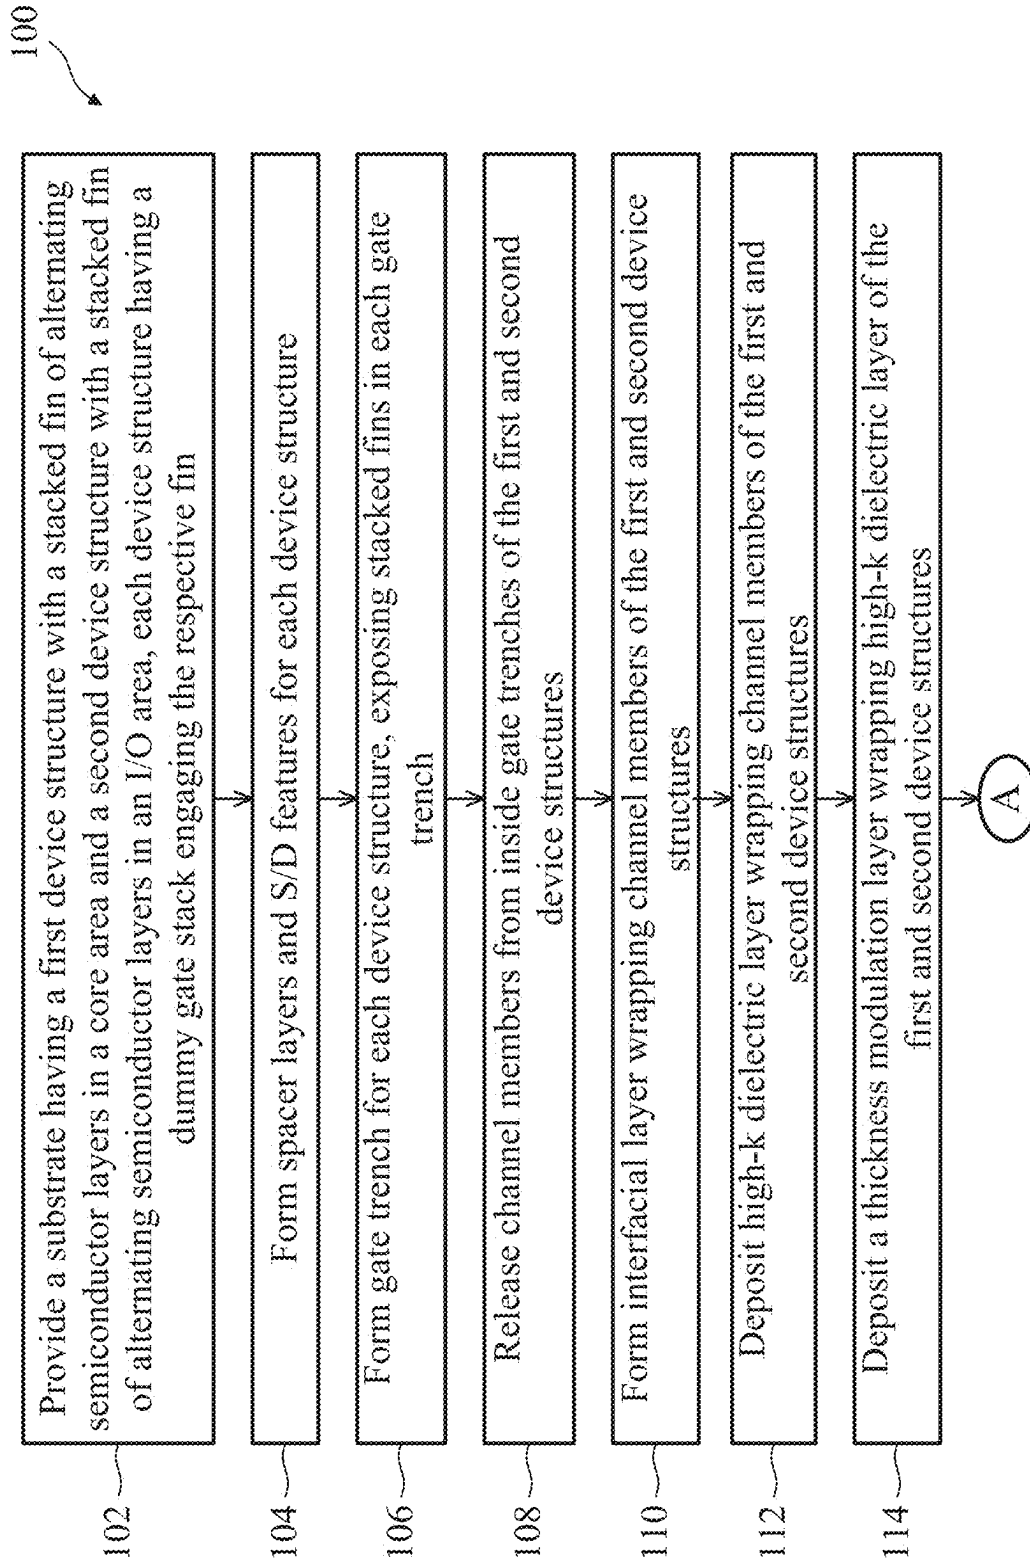 100
102
Provide a substrate having a first device structure with a stacked fin of alternating
semiconductor layers in a core area and a second device structure with a stacked fin
of alternating semiconductor layers in an I/O area, each device structure having a
dummy gate stack engaging the respective fin
104
Form spacer layers and S/D features for each device structure
106
Form gate trench for each device structure, exposing stacked fins in each gate
trench
108
Release channel members from inside gate trenches of the first and second
device structures
110
Form interfacial layer wrapping channel members of the first and second device
structures
112
Deposit high-k dielectric layer wrapping channel members of the first and
second device structures
114
Deposit a thickness modulation layer wrapping high-k dielectric layer of the
first and second device structures
A